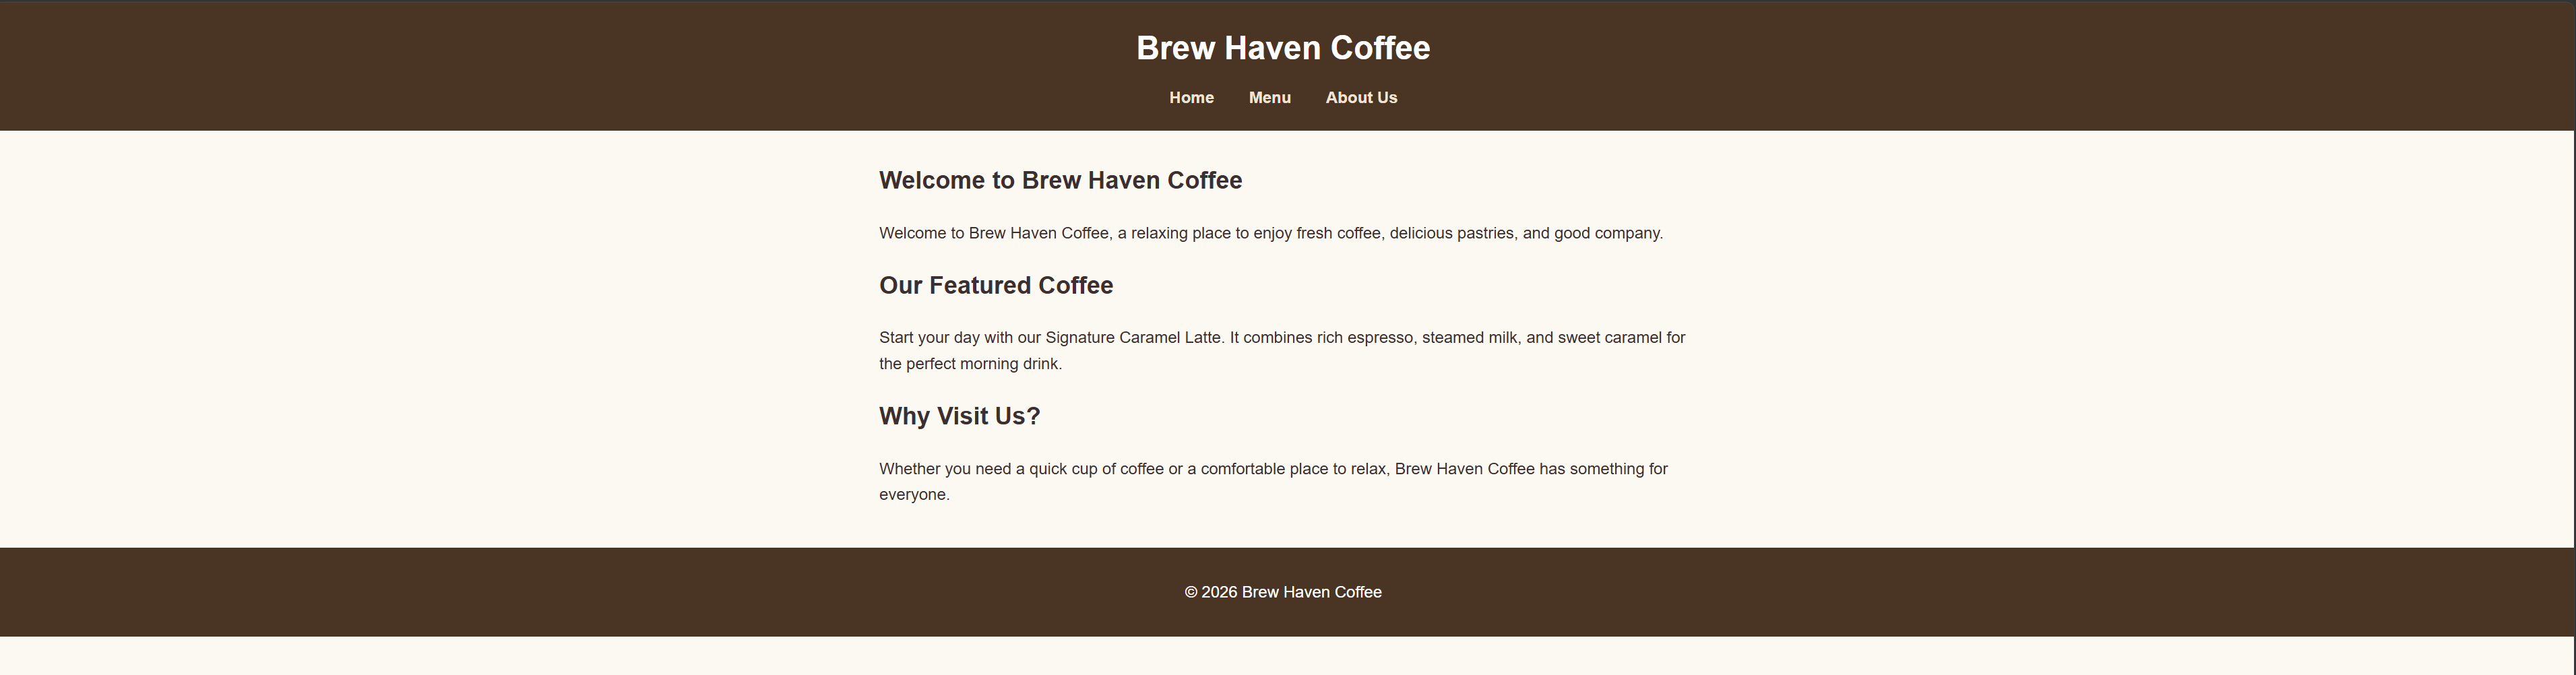 Brew Haven Coffee
Home Menu About Us
Welcome to Brew Haven Coffee
Welcome to Brew Haven Coffee, a relaxing place to enjoy fresh coffee, delicious pastries, and good company.
Our Featured Coffee
Start your day with our Signature Caramel Latte. It combines rich espresso, steamed milk, and sweet caramel for
the perfect morning drink.
Why Visit Us?
Whether you need a quick cup of coffee or a comfortable place to relax, Brew Haven Coffee has something for
everyone.
© 2026 Brew Haven Coffee